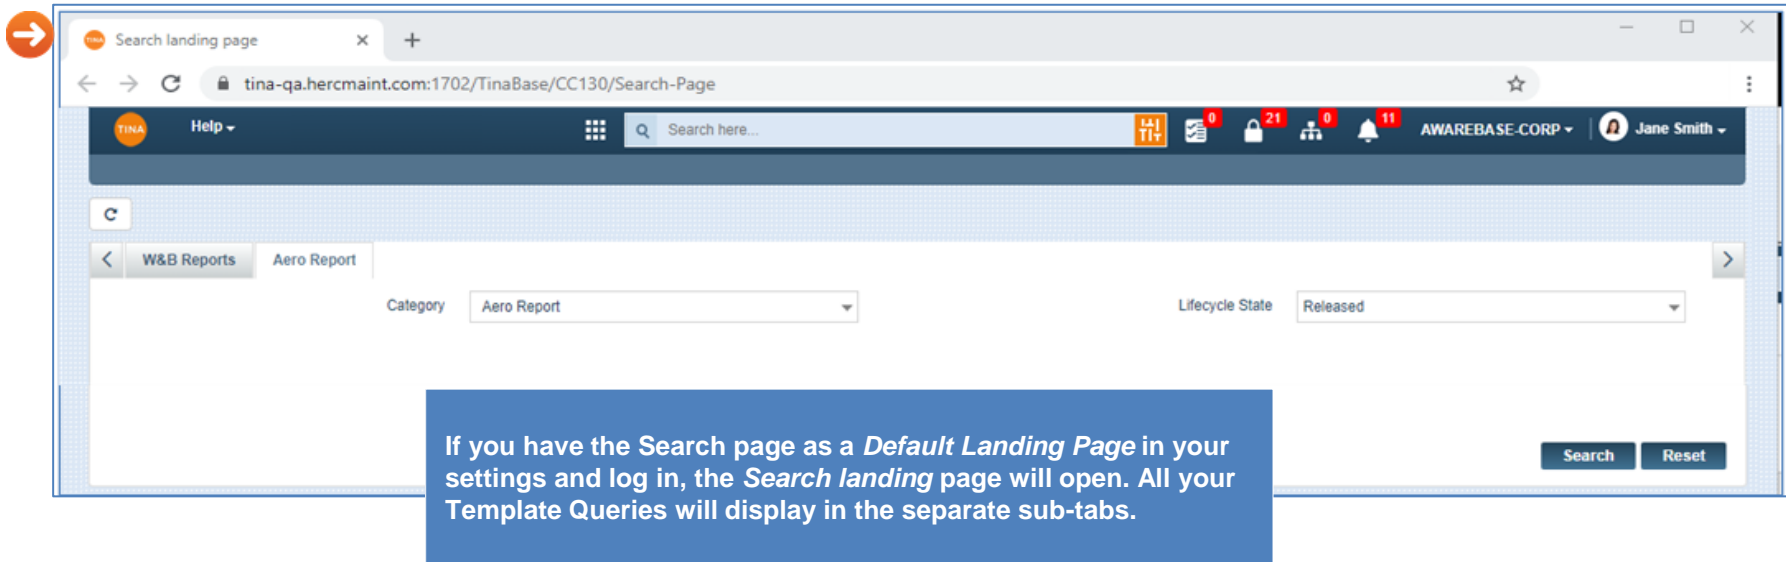 TINA Search landing page
tina-qa.hercmaint.com:1702/TinaBase/CC130/Search-Page
TINA Help Search here... 0 21 0 11 AWAREBASE-CORP Jane Smith
W&B Reports Aero Report
Category Aero Report Lifecycle State Released
If you have the Search page as a Default Landing Page in your
settings and log in, the Search landing page will open. All your
Template Queries will display in the separate sub-tabs.
Search Reset